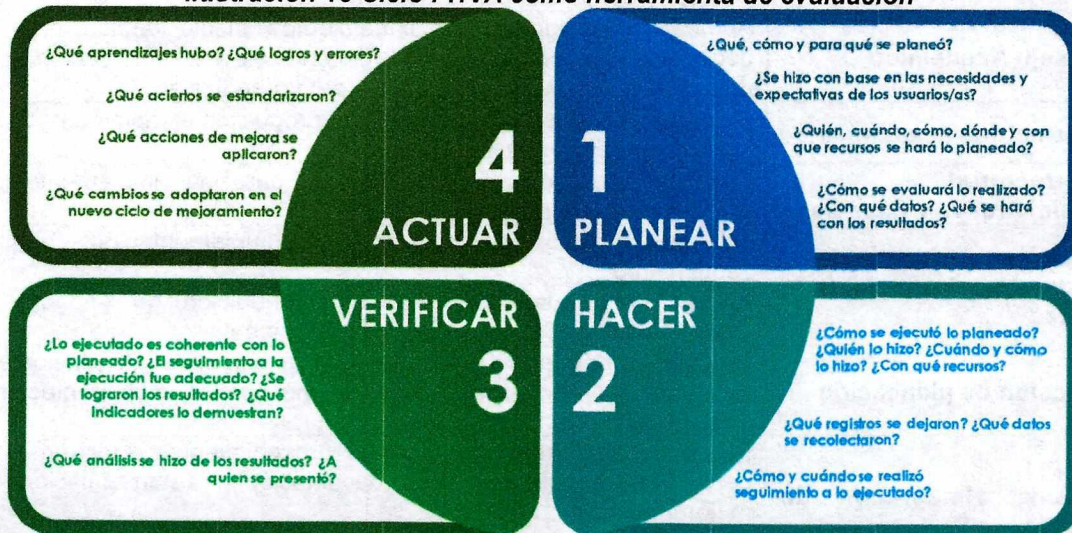 ¿Qué aprendizajes hubo? ¿Qué logros y errores?
¿Qué aciertos se estandarizaron?
¿Qué acciones de mejora se
aplicaron?
¿Qué cambios se adoptaron en el
nuevo ciclo de mejoramiento?
4
ACTUAR
1
PLANEAR
¿Qué, cómo y para qué se planeó?
¿Se hizo con base en las necesidades y
expectativas de los usuarios/as?
¿Quién, cuándo, cómo, dónde y con
que recursos se hará lo planeado?
¿Cómo se evaluará lo realizado?
¿Con qué datos? ¿Qué se hará
con los resultados?
VERIFICAR
3
¿Lo ejecutado es coherente con lo
planeado? ¿El seguimiento a la
ejecución fue adecuado? ¿Se
lograron los resultados? ¿Qué
indicadores lo demuestran?
¿Qué análisis se hizo de los resultados? ¿A
quien se presentó?
HACER
2
¿Cómo se ejecutó lo planeado?
¿Quién lo hizo? ¿Cuándo y cómo
lo hizo? ¿Con qué recursos?
¿Qué registros se dejaron? ¿Qué datos
se recolectaron?
¿Cómo y cuándo se realizó
seguimiento a lo ejecutado?